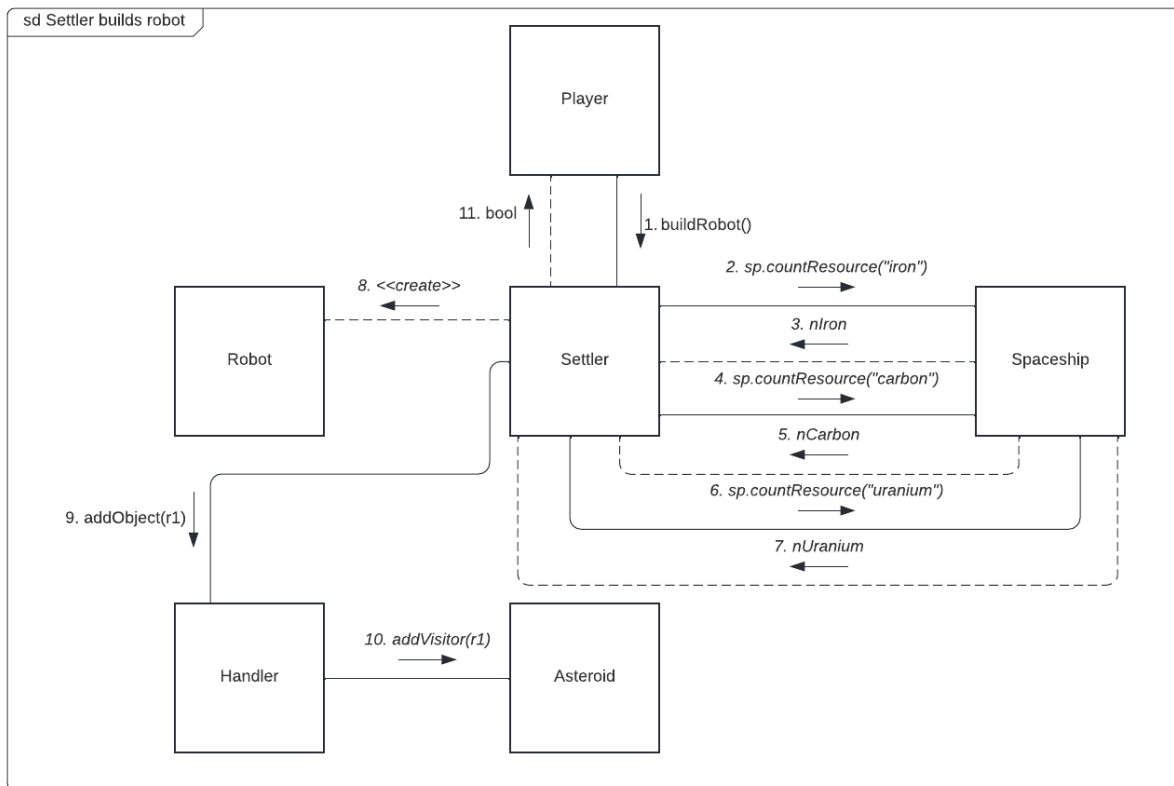 sd Settler builds robot
Player
11. bool
1. buildRobot()
2. sp.countResource("iron")
8. <<create>>
3. nIron
Robot
Settler
Spaceship
4. sp.countResource("carbon")
5. nCarbon
6. sp.countResource("uranium")
9. addObject(r1)
7. nUranium
10. addVisitor(r1)
Handler
Asteroid